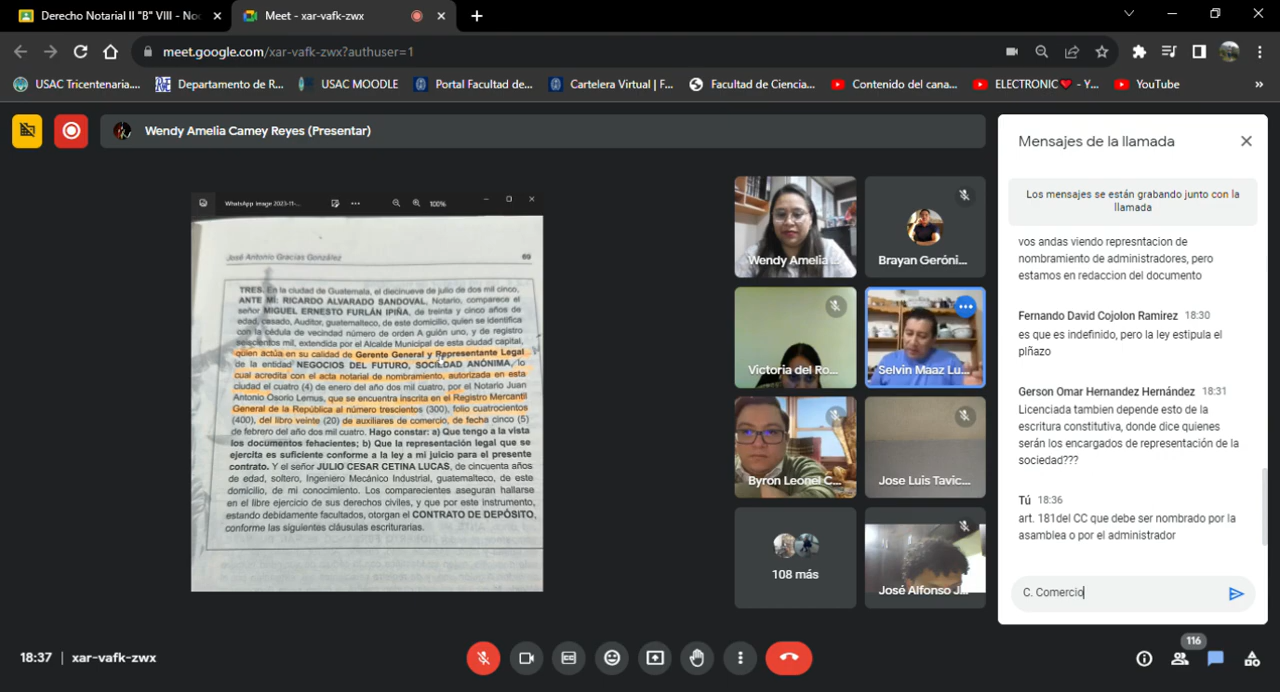 Derecho Notarial II "B" VIII - No
Meet - xar-vafk-zwx
meet.google.com/xar-vafk-zwx?authuser=1
USAC Tricentenaria...
Departamento de R...
USAC MOODLE
Portal Facultad de...
Cartelera Virtual | F...
Facultad de Ciencia...
Contenido del cana...
ELECTRONIC❤ - Y...
YouTube
»
Wendy Amelia Camey Reyes (Presentar)
WhatsApp Image 2023-11-...
100%
José Antonio Gracias González
69
TRES. En la ciudad de Guatemala, el diecinueve de julio de dos mil cinco,
ANTE MÍ: RICARDO ALVARADO SANDOVAL, Notario, comparece el
señor MIGUEL ERNESTO FURLÁN IPIÑA, de treinta y cinco años de
edad, casado, Auditor, guatemalteco, de este domicilio, quien se identifica
con la cédula de vecindad número de orden A guión uno, y de registro
seiscientos mil, extendida por el Alcalde Municipal de esta ciudad capital,
quien actúa en su calidad de Gerente General y Representante Legal
de la entidad NEGOCIOS DEL FUTURO, SOCIEDAD ANÓNIMA, lo
cual acredita con el acta notarial de nombramiento, autorizada en esta
ciudad el cuatro (4) de enero del año dos mil cuatro, por el Notario Juan
Antonio Osorio Lemus, que se encuentra inscrita en el Registro Mercantil
General de la República al número trescientos (300), folio cuatrocientos
(400), del libro veinte (20) de auxiliares de comercio, de fecha cinco (5)
de febrero del año dos mil cuatro. Hago constar: a) Que tengo a la vista
los documentos fehacientes; b) Que la representación legal que se
ejercita es suficiente conforme a la ley a mi juicio para el presente
contrato. Y el señor JULIO CESAR CETINA LUCAS, de cincuenta años
de edad, soltero, Ingeniero Mecánico Industrial, guatemalteco, de este
domicilio, de mi conocimiento. Los comparecientes aseguran hallarse
en el libre ejercicio de sus derechos civiles, y que por este instrumento,
estando debidamente facultados, otorgan el CONTRATO DE DEPÓSITO,
conforme las siguientes cláusulas escriturarias.
Wendy Amelia ...
Brayan Geróni...
Victoria del Ro...
Selvin Maaz Lu...
Byron Leonel C...
Jose Luis Tavic...
108 más
José Alfonso J...
Mensajes de la llamada
Los mensajes se están grabando junto con la
llamada
vos andas viendo represntacion de
nombramiento de administradores, pero
estamos en redaccion del documento
Fernando David Cojolon Ramirez 18:30
es que es indefinido, pero la ley estipula el
plñazo
Gerson Omar Hernandez Hernández 18:31
Licenciada tambien depende esto de la
escritura constitutiva, donde dice quienes
serán los encargados de representación de la
sociedad???
Tú 18:36
art. 181del CC que debe ser nombrado por la
asamblea o por el administrador
C. Comercio
18:37 | xar-vafk-zwx
116